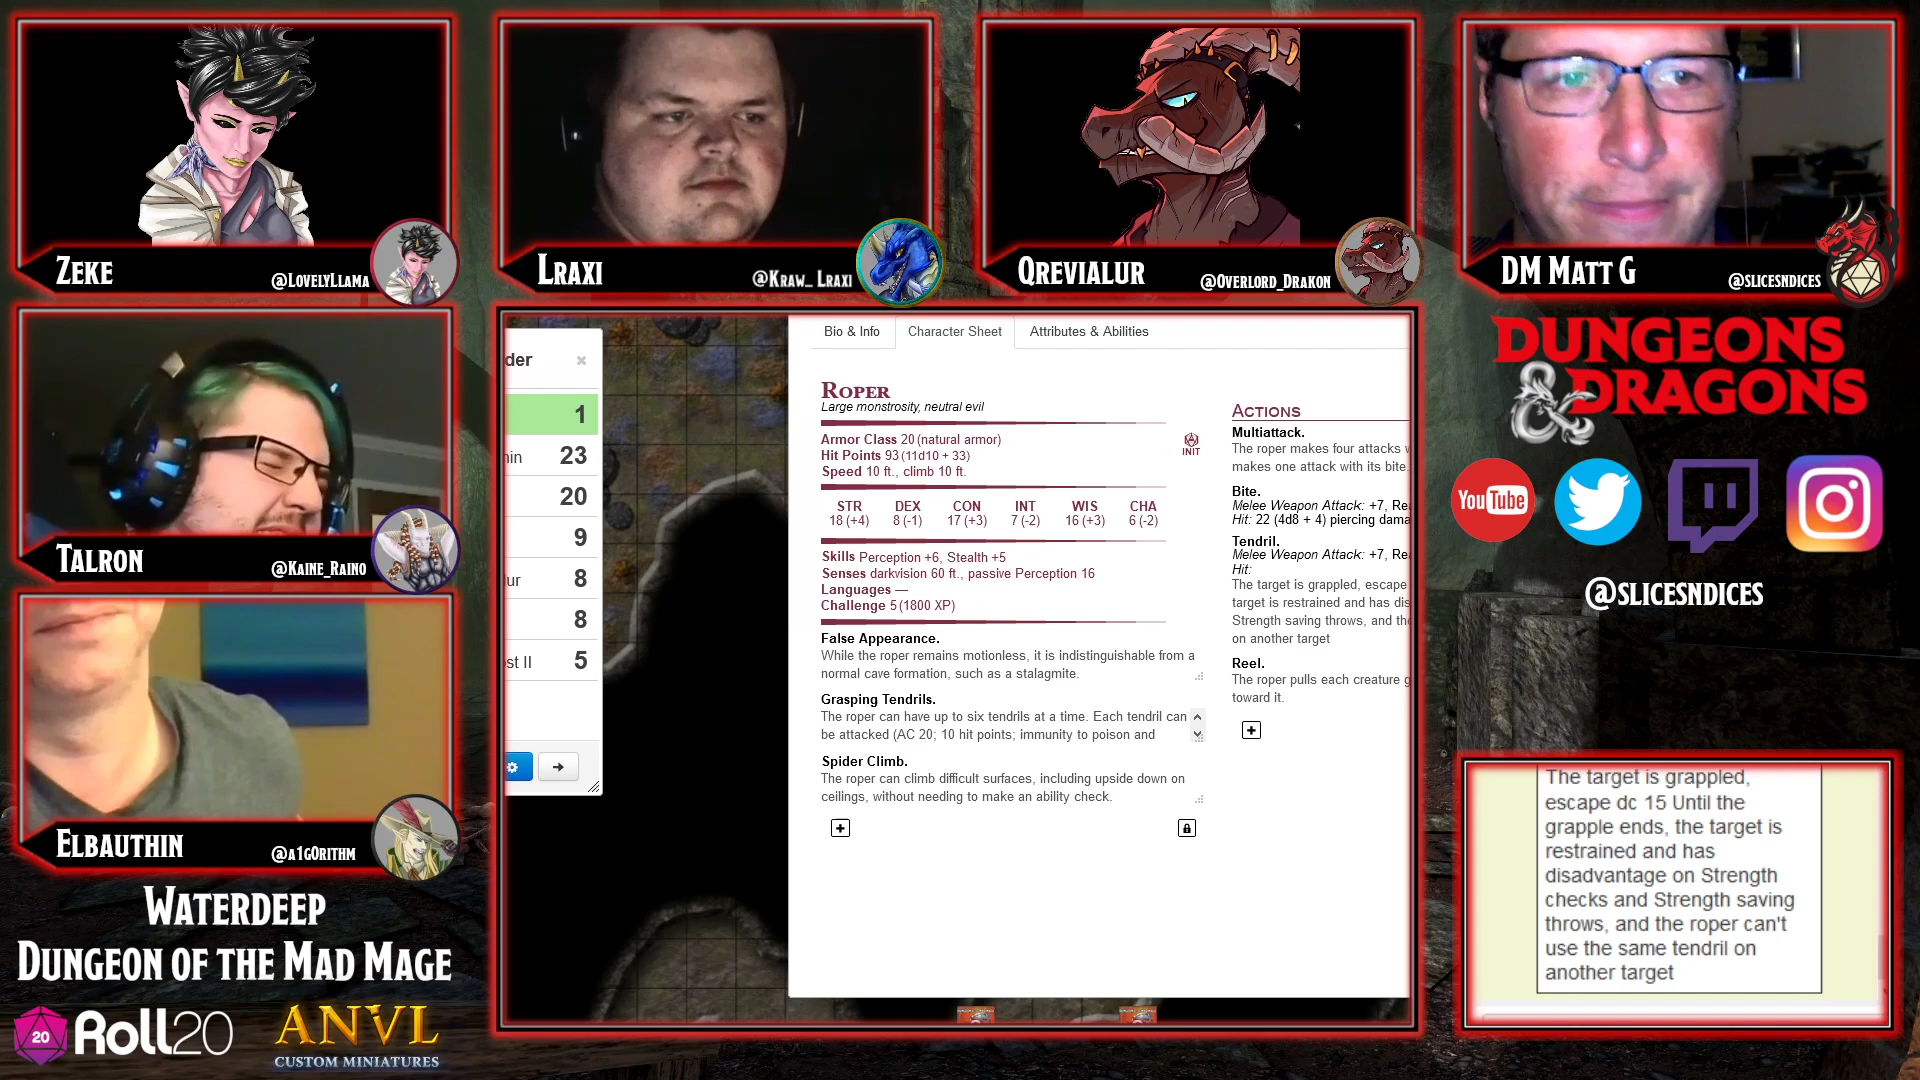 ZEKE
@LOVELYLLAMA
LRAXI
@KRAW_LRAXI
QREVIALUR
@OVERLORD_DRAKON
DM MATT G
@SLICESNDICES
TALRON
@KAINE_RAINO
ELBAUTHIN
@A1G0RITHM
WATERDEEP
DUNGEON OF THE MAD MAGE
20
Roll20
ANVL
CUSTOM MINIATURES
der ×
1
in 23
20
9
ur 8
8
st II 5
Bio & Info
Character Sheet
Attributes & Abilities
ROPER
Large monstrosity, neutral evil
Armor Class 20 (natural armor)
Hit Points 93 (11d10 + 33)
Speed 10 ft., climb 10 ft.
INIT
STR DEX CON INT WIS CHA
18 (+4) 8 (-1) 17 (+3) 7 (-2) 16 (+3) 6 (-2)
Skills Perception +6, Stealth +5
Senses darkvision 60 ft., passive Perception 16
Languages —
Challenge 5 (1800 XP)
False Appearance.
While the roper remains motionless, it is indistinguishable from a
normal cave formation, such as a stalagmite.
Grasping Tendrils.
The roper can have up to six tendrils at a time. Each tendril can
be attacked (AC 20; 10 hit points; immunity to poison and
Spider Climb.
The roper can climb difficult surfaces, including upside down on
ceilings, without needing to make an ability check.
ACTIONS
Multiattack.
The roper makes four attacks
makes one attack with its bite.
Bite.
Melee Weapon Attack: +7, Re
Hit: 22 (4d8 + 4) piercing dama
Tendril.
Melee Weapon Attack: +7, Re
Hit:
The target is grappled, escape
target is restrained and has dis
Strength saving throws, and the
on another target
Reel.
The roper pulls each creature g
toward it.
DUNGEONS
& DRAGONS
YouTube
@SLICESNDICES
The target is grappled,
escape dc 15 Until the
grapple ends, the target is
restrained and has
disadvantage on Strength
checks and Strength saving
throws, and the roper can't
use the same tendril on
another target